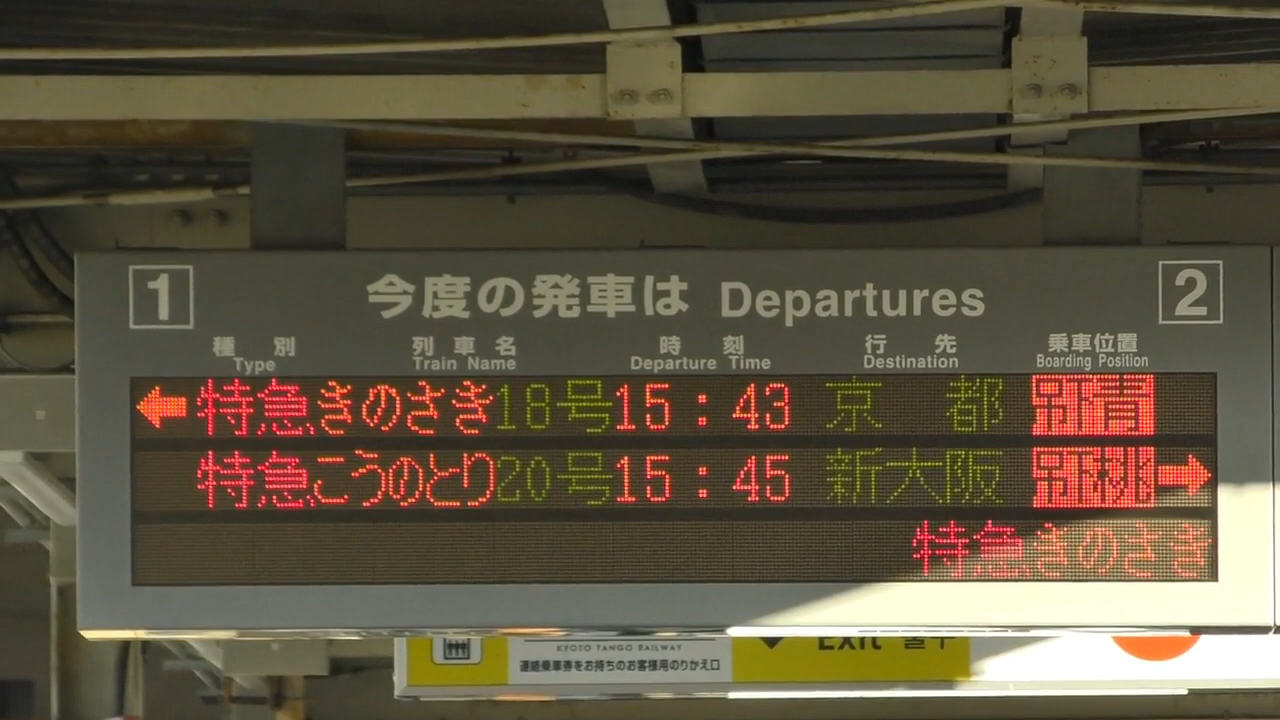 1 今度の発車は Departures 2
種別 列車名 時刻 行先 乗車位置
Type Train Name Departure Time Destination Boarding Position
←特急きのさき18号15:43 京都 青
特急こうのとり20号15:45 新大阪 桃→
特急きのさき
KYOTO TANGO RAILWAY
連絡乗車券をお持ちのお客様用のりかえ口
Exit